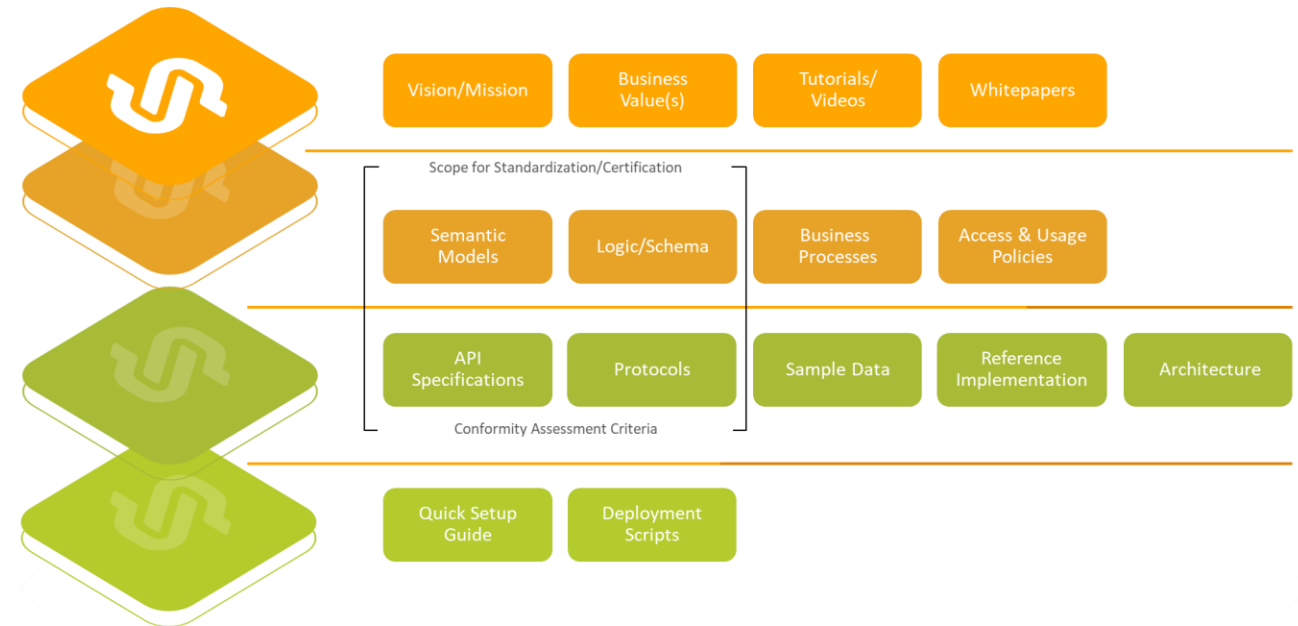 Vision/Mission
Business
Value(s)
Tutorials/
Videos
Whitepapers
Scope for Standardization/Certification
Semantic
Models
Logic/Schema
Business
Processes
Access & Usage
Policies
API
Specifications
Protocols
Sample Data
Reference
Implementation
Architecture
Conformity Assessment Criteria
Quick Setup
Guide
Deployment
Scripts